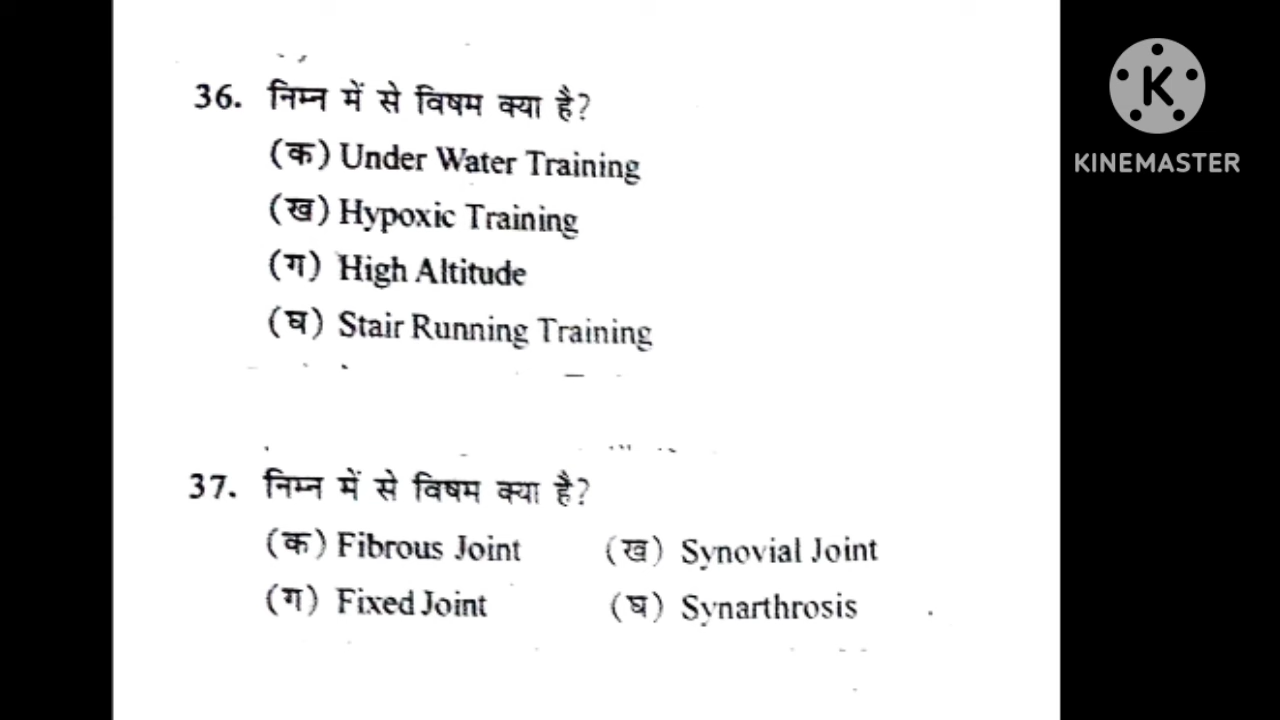 36. निम्न में से विषम क्या है?
(क) Under Water Training
(ख) Hypoxic Training
(ग) High Altitude
(घ) Stair Running Training
37. निम्न में से विषम क्या है?
(क) Fibrous Joint (ख) Synovial Joint
(ग) Fixed Joint (घ) Synarthrosis
K
KINEMASTER